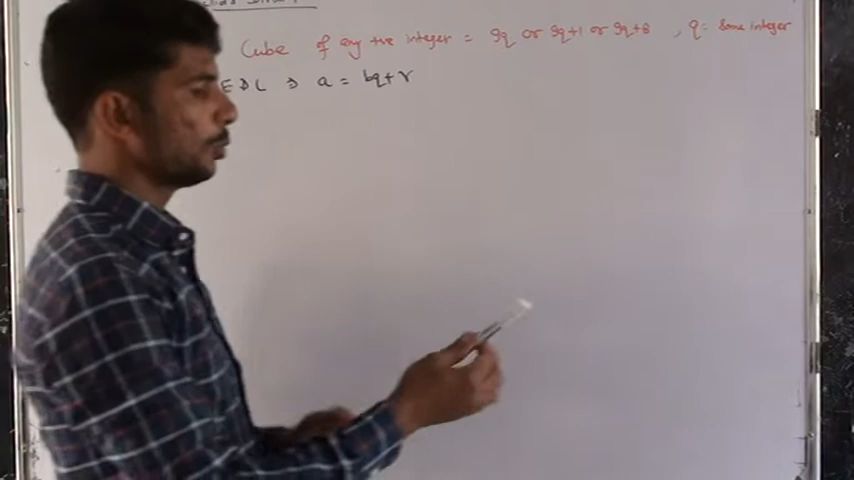 Cube of any +ve integer = 9q or 9q+1 or 9q+8 , q = some integer
EDL ⇒ a = bq+r